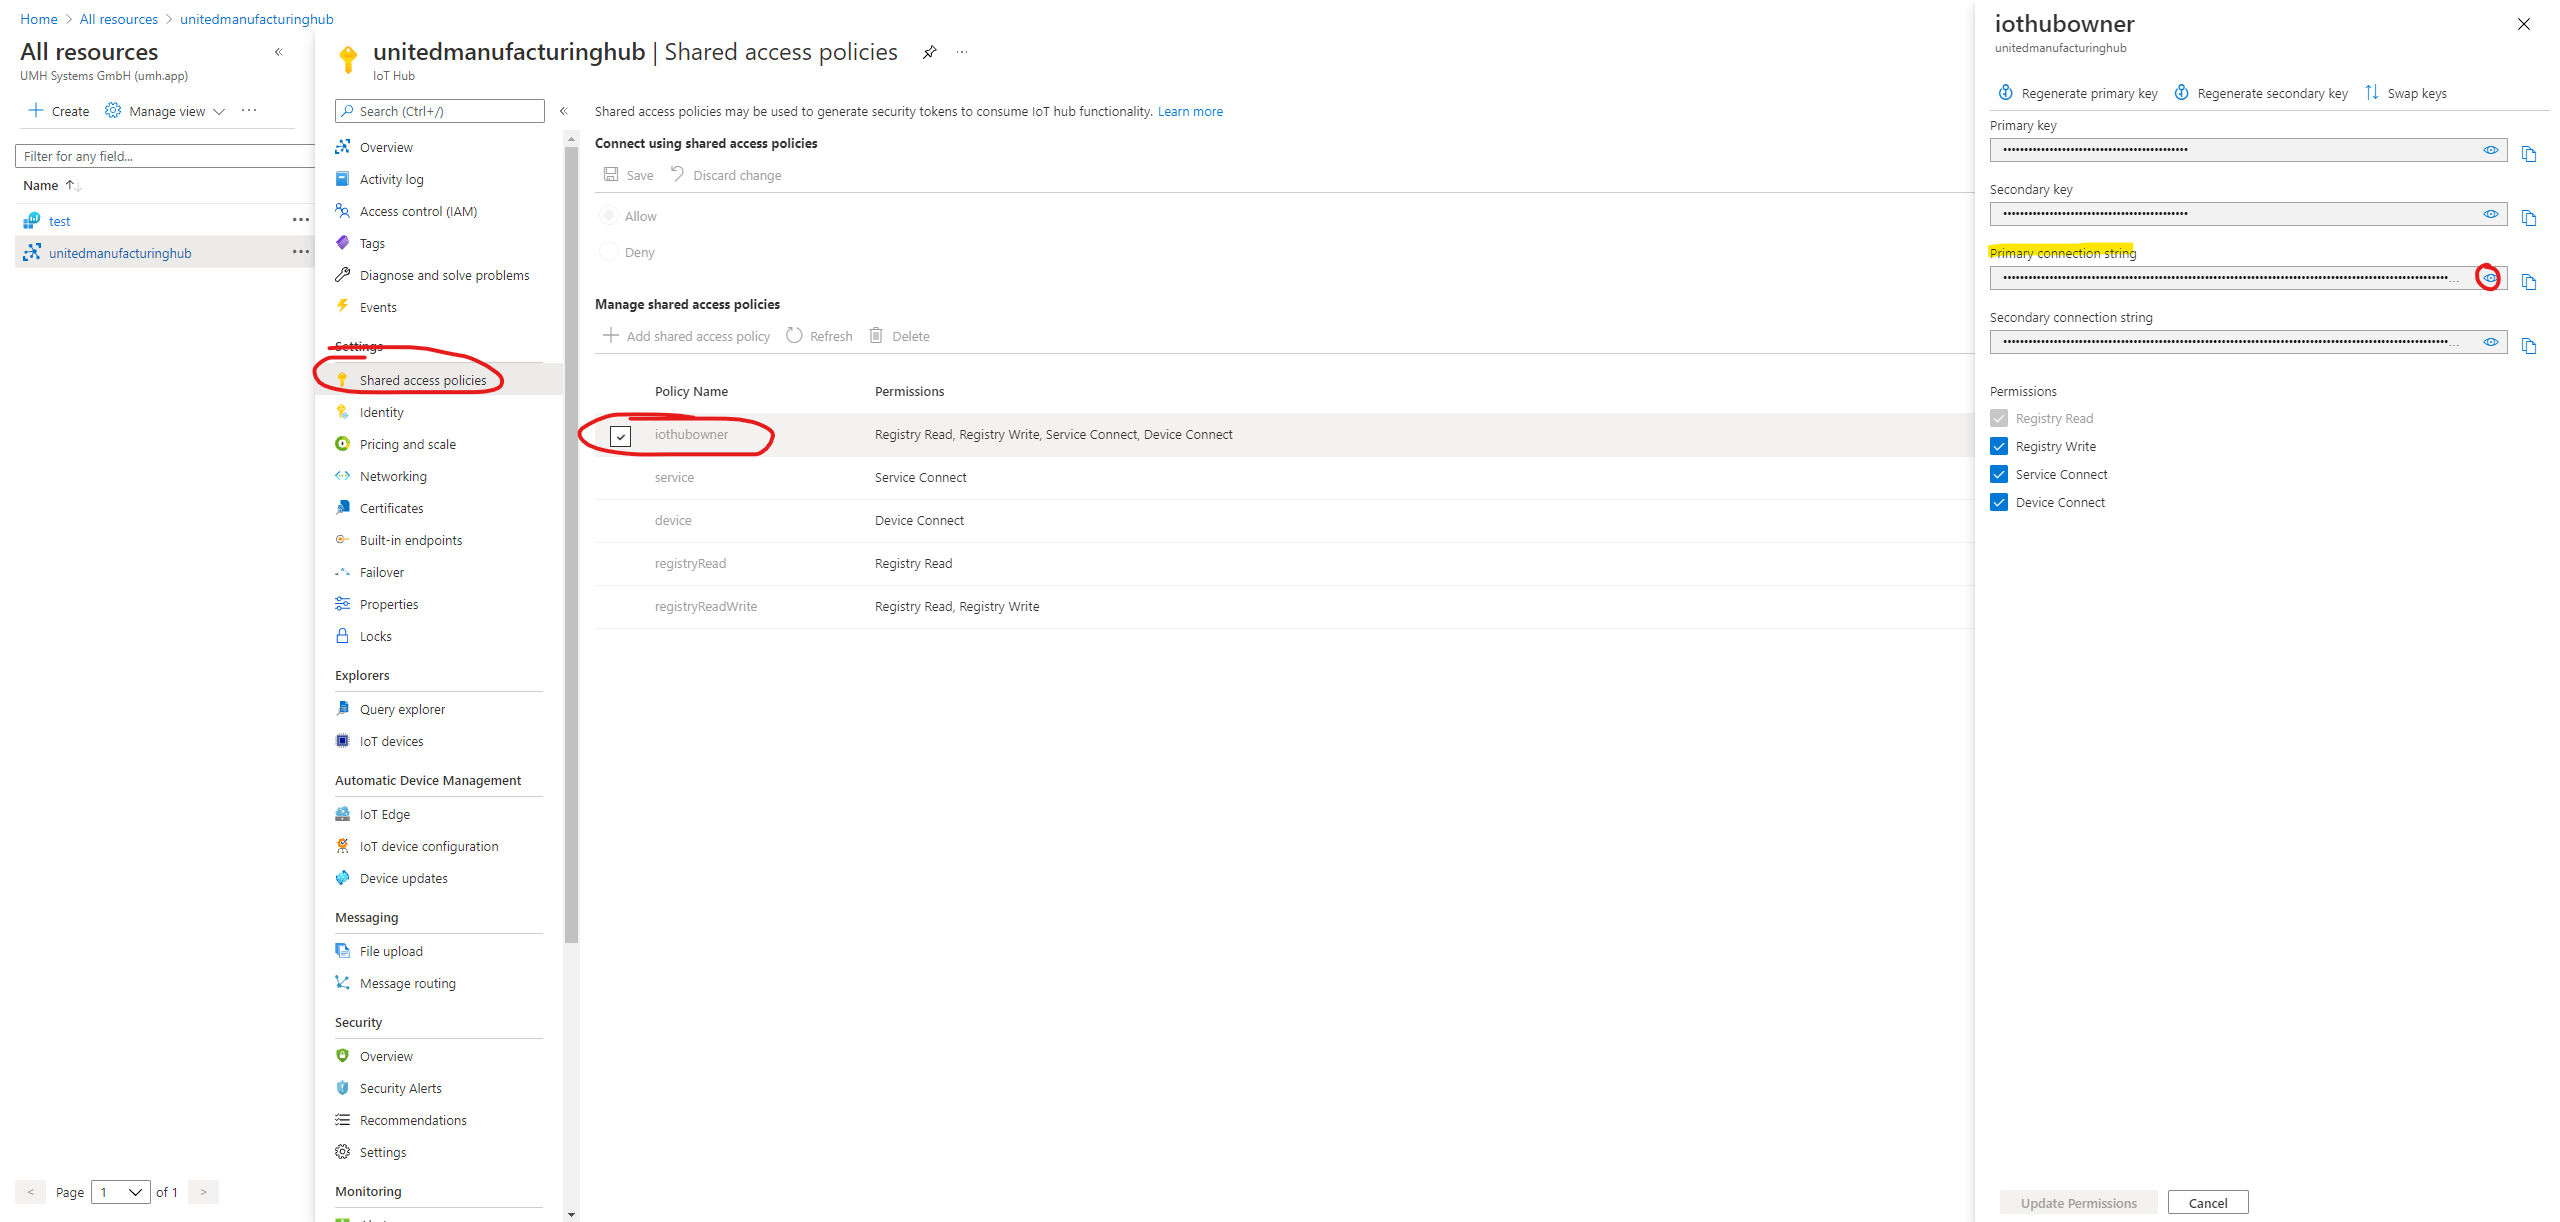 Home > All resources > unitedmanufacturinghub
All resources
UMH Systems GmbH (umh.app)
Create
Manage view
Filter for any field...
Name
test
unitedmanufacturinghub
< Page 1 of 1 >
unitedmanufacturinghub | Shared access policies
IoT Hub
Search (Ctrl+/)
Overview
Activity log
Access control (IAM)
Tags
Diagnose and solve problems
Events
Settings
Shared access policies
Identity
Pricing and scale
Networking
Certificates
Built-in endpoints
Failover
Properties
Locks
Explorers
Query explorer
IoT devices
Automatic Device Management
IoT Edge
IoT device configuration
Device updates
Messaging
File upload
Message routing
Security
Overview
Security Alerts
Recommendations
Settings
Monitoring
Shared access policies may be used to generate security tokens to consume IoT hub functionality. Learn more
Connect using shared access policies
Save Discard change
Allow
Deny
Manage shared access policies
Add shared access policy Refresh Delete
Policy Name Permissions
iothubowner Registry Read, Registry Write, Service Connect, Device Connect
service Service Connect
device Device Connect
registryRead Registry Read
registryReadWrite Registry Read, Registry Write
iothubowner
unitedmanufacturinghub
Regenerate primary key Regenerate secondary key Swap keys
Primary key
Secondary key
Primary connection string
Secondary connection string
Permissions
Registry Read
Registry Write
Service Connect
Device Connect
Update Permissions Cancel